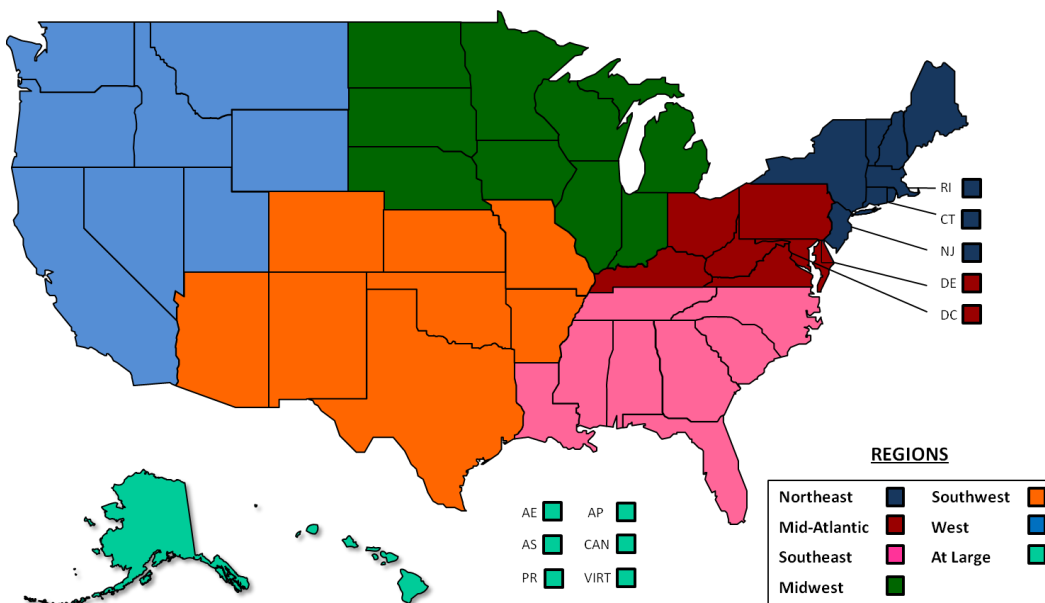 RI
CT
NJ
DE
DC
REGIONS
Northeast Southwest
Mid-Atlantic West
Southeast At Large
Midwest
AE AP
AS CAN
PR VIRT